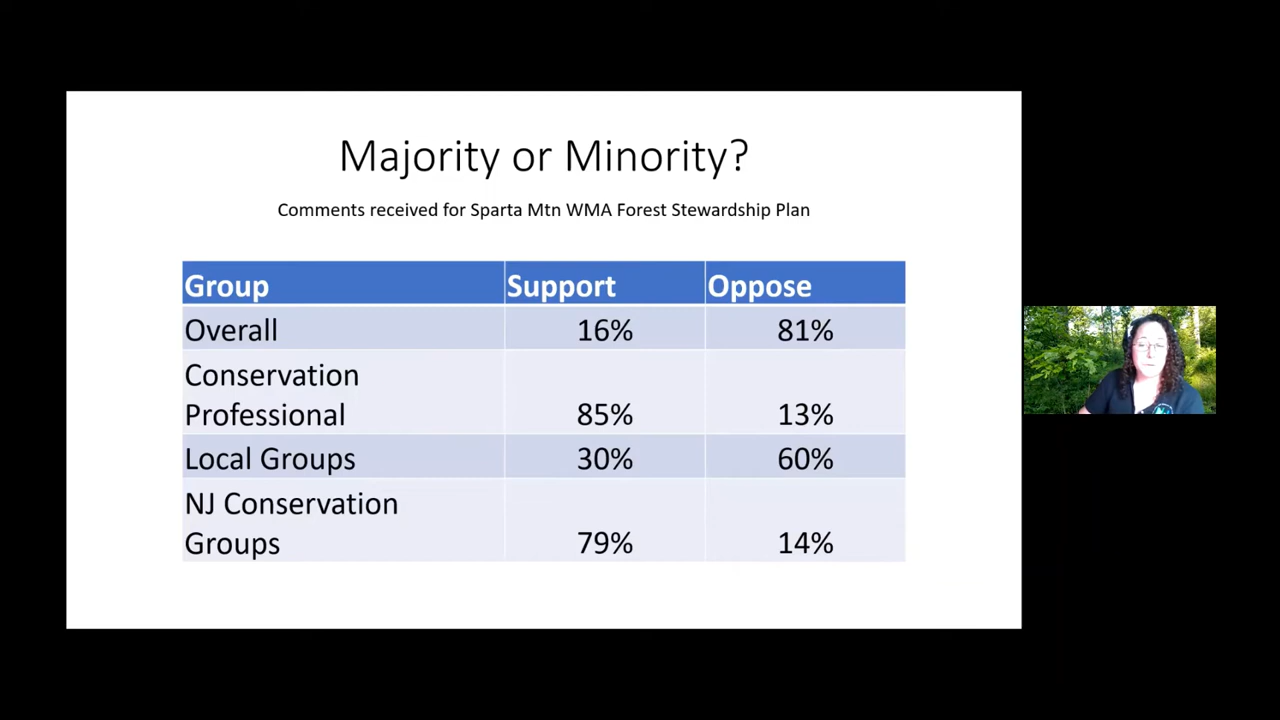 Majority or Minority?
Comments received for Sparta Mtn WMA Forest Stewardship Plan
Group Support Oppose
Overall 16% 81%
Conservation
Professional 85% 13%
Local Groups 30% 60%
NJ Conservation
Groups 79% 14%